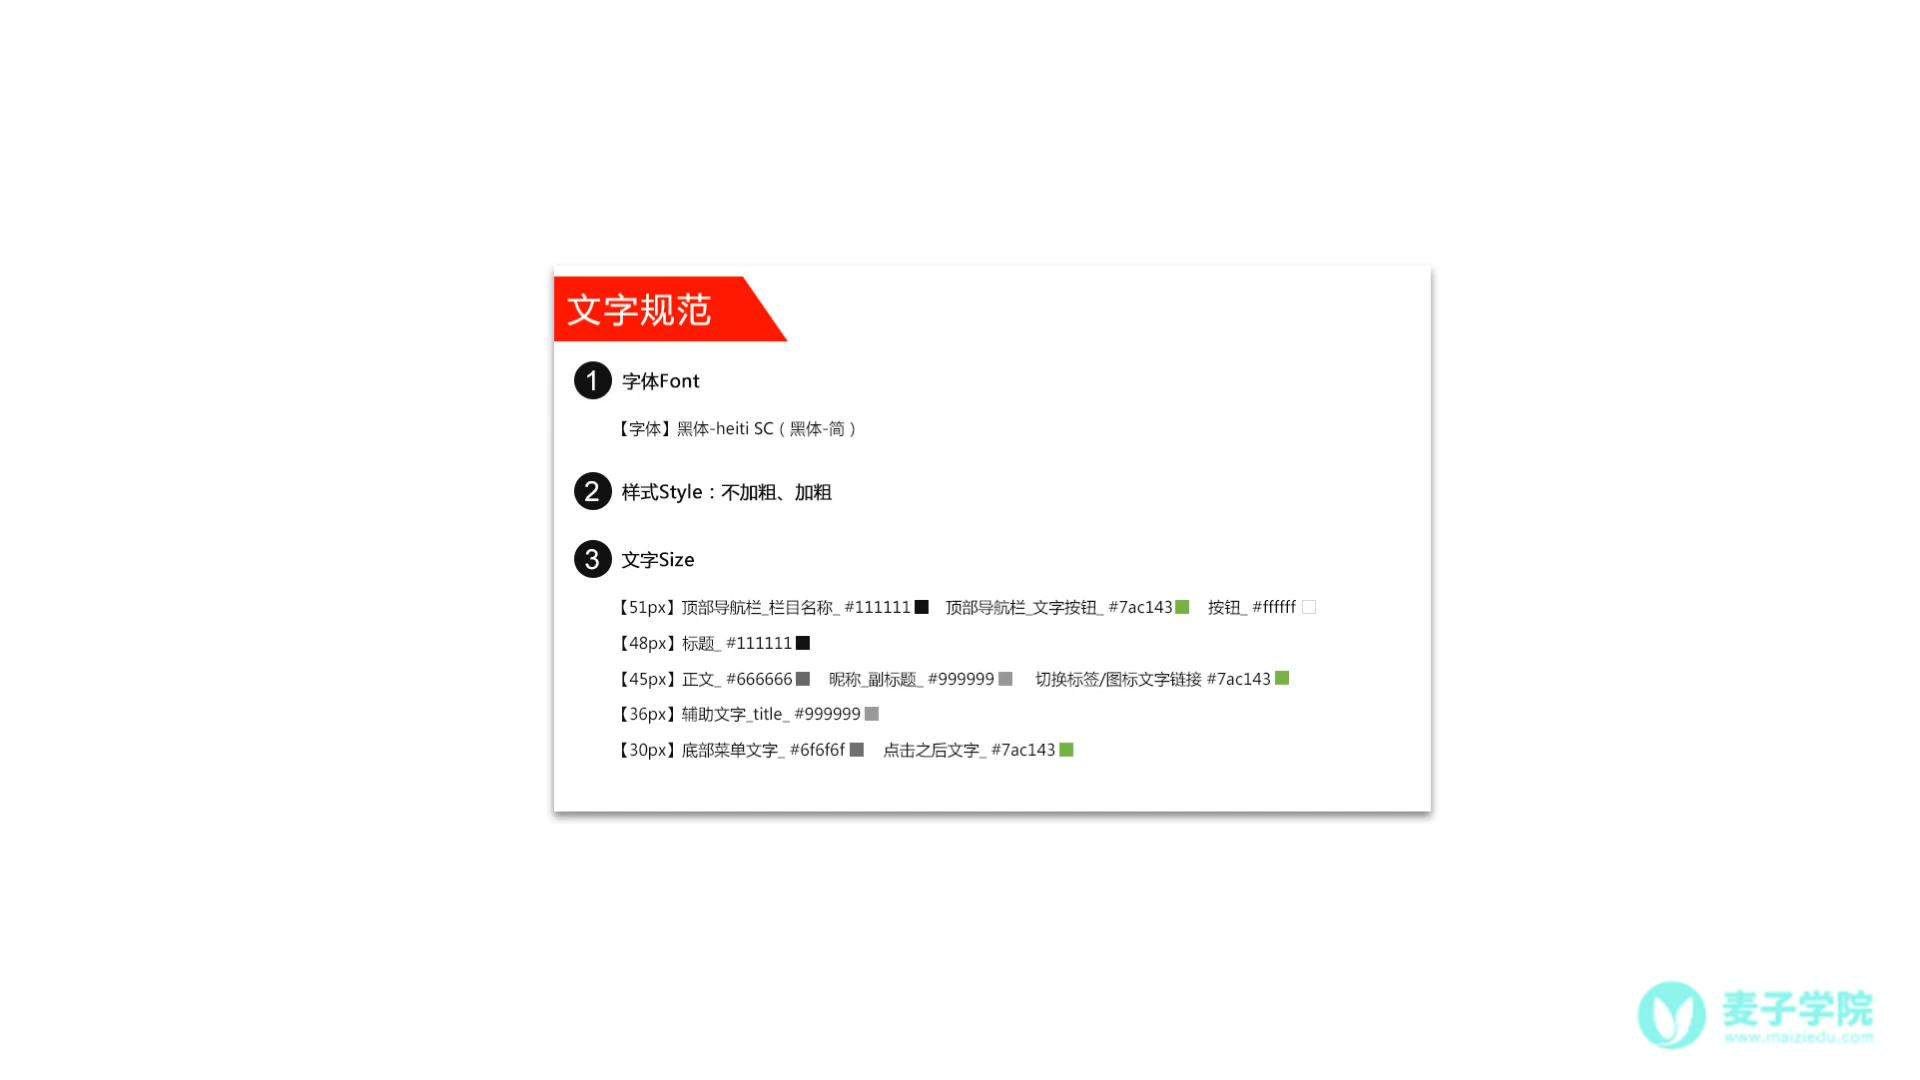 文字规范
1 字体Font
【字体】黑体-heiti SC（黑体-简）
2 样式Style：不加粗、加粗
3 文字Size
【51px】顶部导航栏_栏目名称_ #111111 顶部导航栏_文字按钮_ #7ac143 按钮_ #ffffff
【48px】标题_ #111111
【45px】正文_ #666666 昵称_副标题_ #999999 切换标签/图标文字链接 #7ac143
【36px】辅助文字_title_ #999999
【30px】底部菜单文字_ #6f6f6f 点击之后文字_ #7ac143
麦子学院
www.maiziedu.com